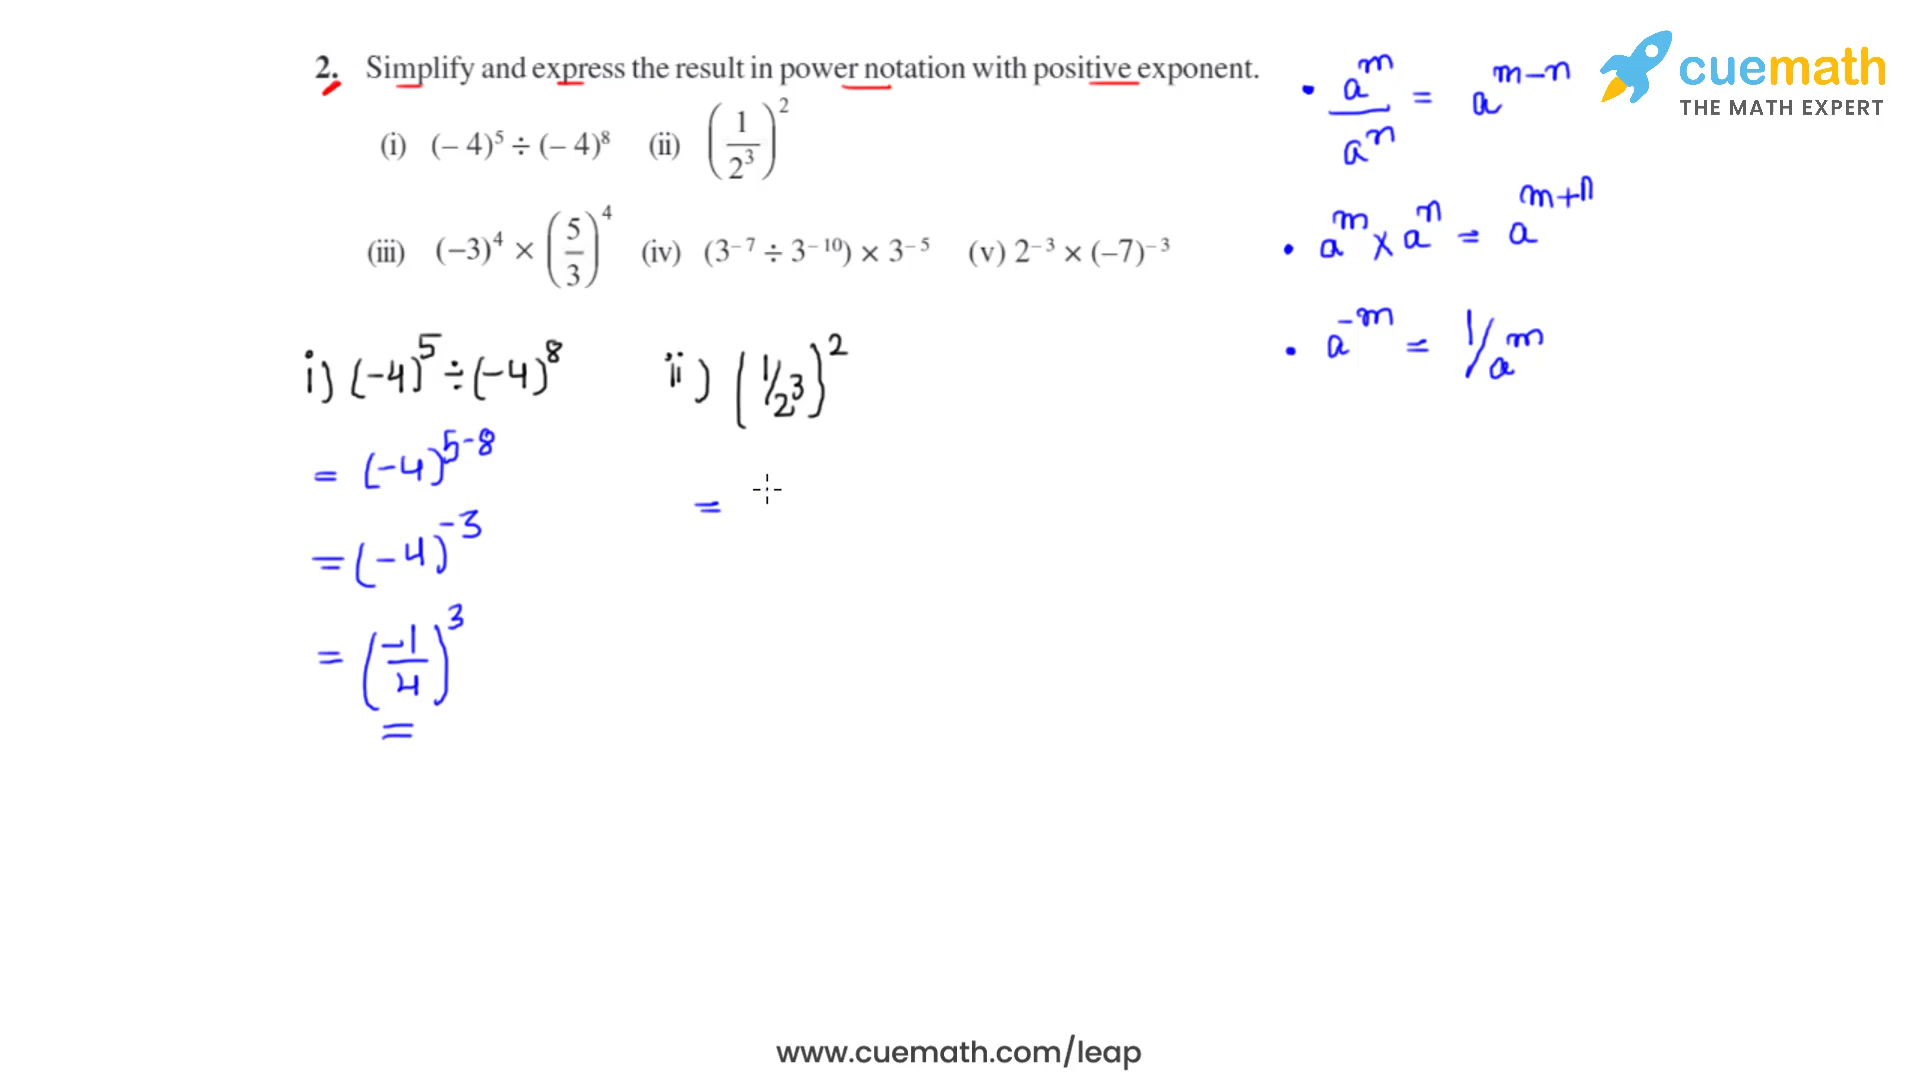 2. Simplify and express the result in power notation with positive exponent.
(i) (– 4)⁵ ÷ (– 4)⁸ (ii) (1/2³)²
(iii) (−3)⁴ × (5/3)⁴ (iv) (3⁻⁷ ÷ 3⁻¹⁰) × 3⁻⁵ (v) 2⁻³ × (–7)⁻³
i) (-4)⁵ ÷ (-4)⁸
= (-4)⁵⁻⁸
= (-4)⁻³
= (-1/4)³
=
ii) (1/2³)²
=
• aᵐ/aⁿ = aᵐ⁻ⁿ
• aᵐ × aⁿ = aᵐ⁺ⁿ
• a⁻ᵐ = 1/aᵐ
cuemath
THE MATH EXPERT
www.cuemath.com/leap